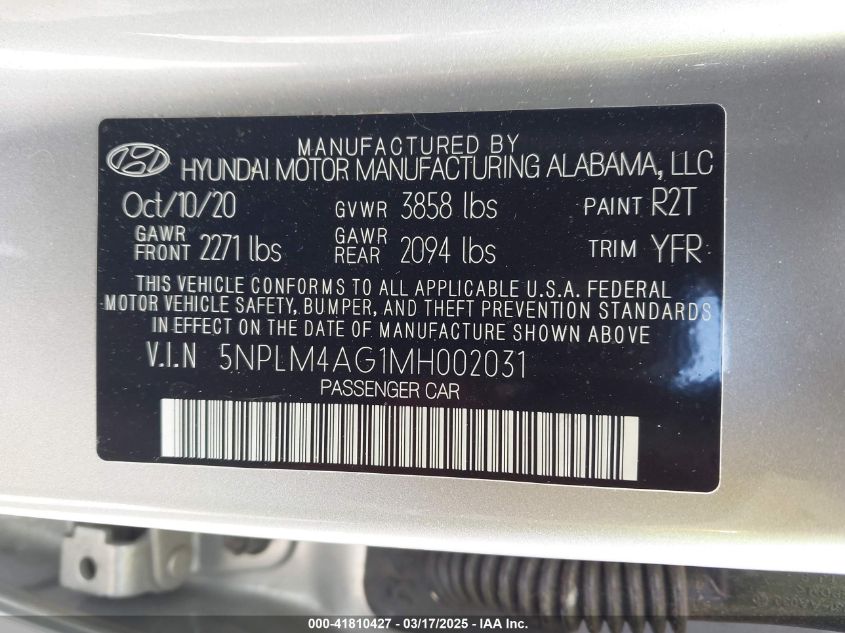 MANUFACTURED BY
HYUNDAI MOTOR MANUFACTURING ALABAMA, LLC
Oct/10/20 GVWR 3858 lbs PAINT R2T
GAWR FRONT 2271 lbs GAWR REAR 2094 lbs TRIM YFR
THIS VEHICLE CONFORMS TO ALL APPLICABLE U.S.A. FEDERAL
MOTOR VEHICLE SAFETY, BUMPER, AND THEFT PREVENTION STANDARDS
IN EFFECT ON THE DATE OF MANUFACTURE SHOWN ABOVE
V.I.N 5NPLM4AG1MH002031
PASSENGER CAR
000-41810427 - 03/17/2025 - IAA Inc.